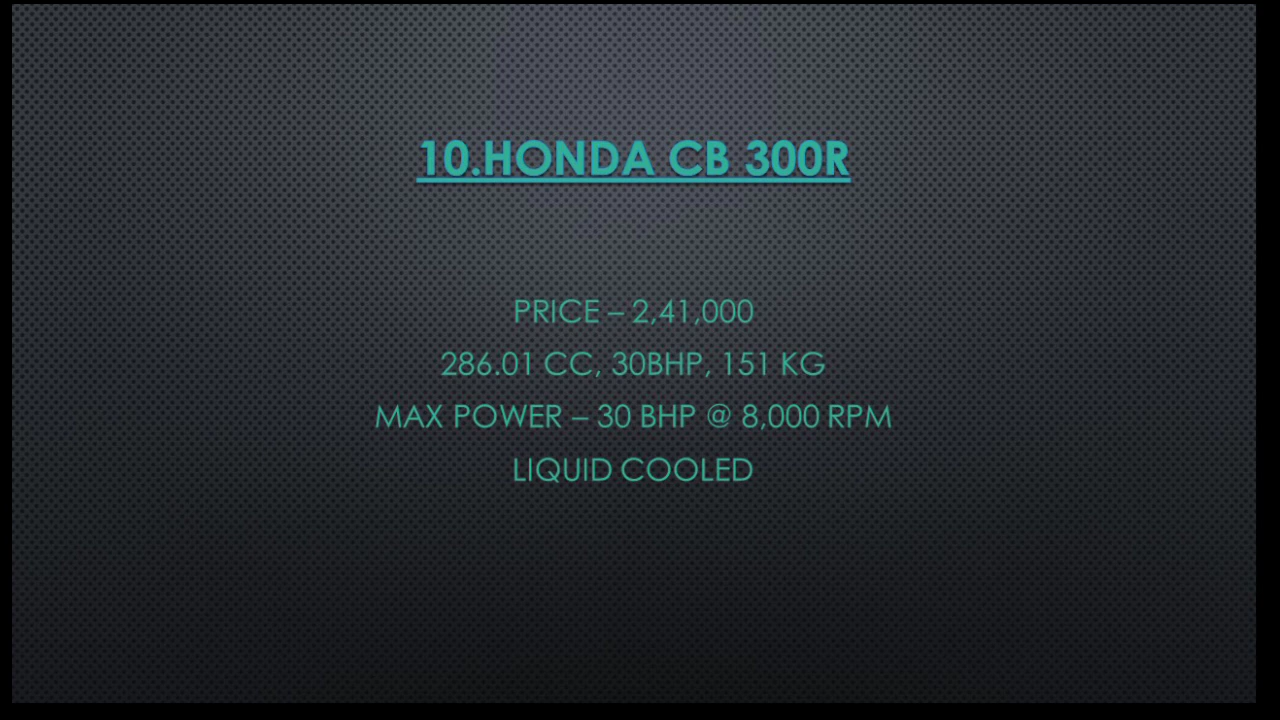 10.HONDA CB 300R
PRICE – 2,41,000
286.01 CC, 30BHP, 151 KG
MAX POWER – 30 BHP @ 8,000 RPM
LIQUID COOLED